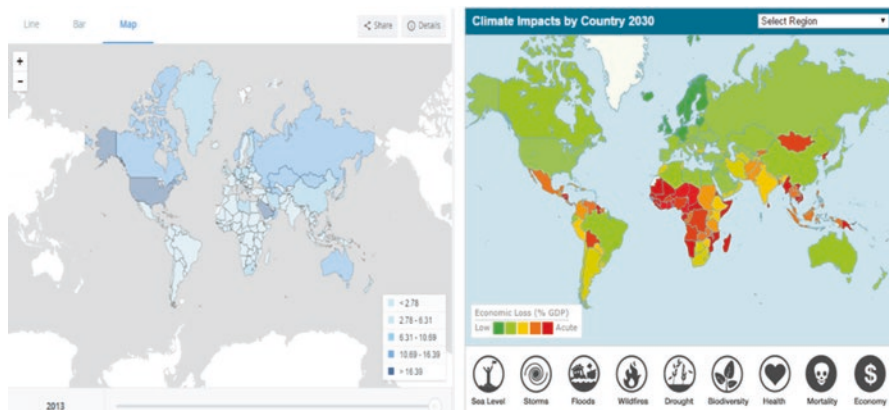 Line Bar Map Share Details
+
−
< 2.78
2.78 - 6.31
6.31 - 10.69
10.69 - 16.39
> 16.39
2013
Climate Impacts by Country 2030 Select Region
Economic Loss (% GDP)
Low Acute
Sea Level Storms Floods Wildfires Drought Biodiversity Health Mortality Economy